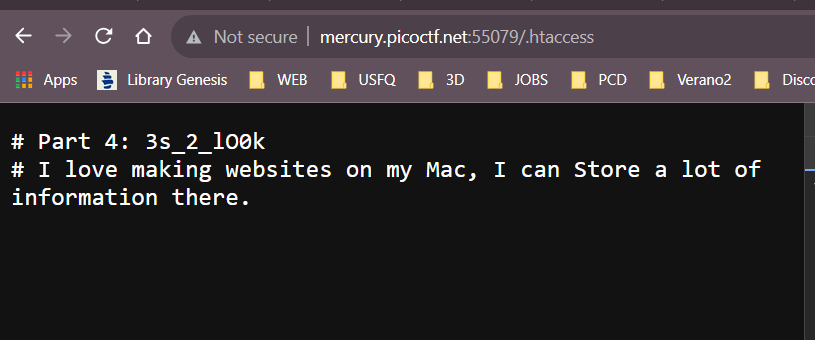 Not secure | mercury.picoctf.net:55079/.htaccess
Apps Library Genesis WEB USFQ 3D JOBS PCD Verano2 Disco
# Part 4: 3s_2_lO0k
# I love making websites on my Mac, I can Store a lot of
information there.